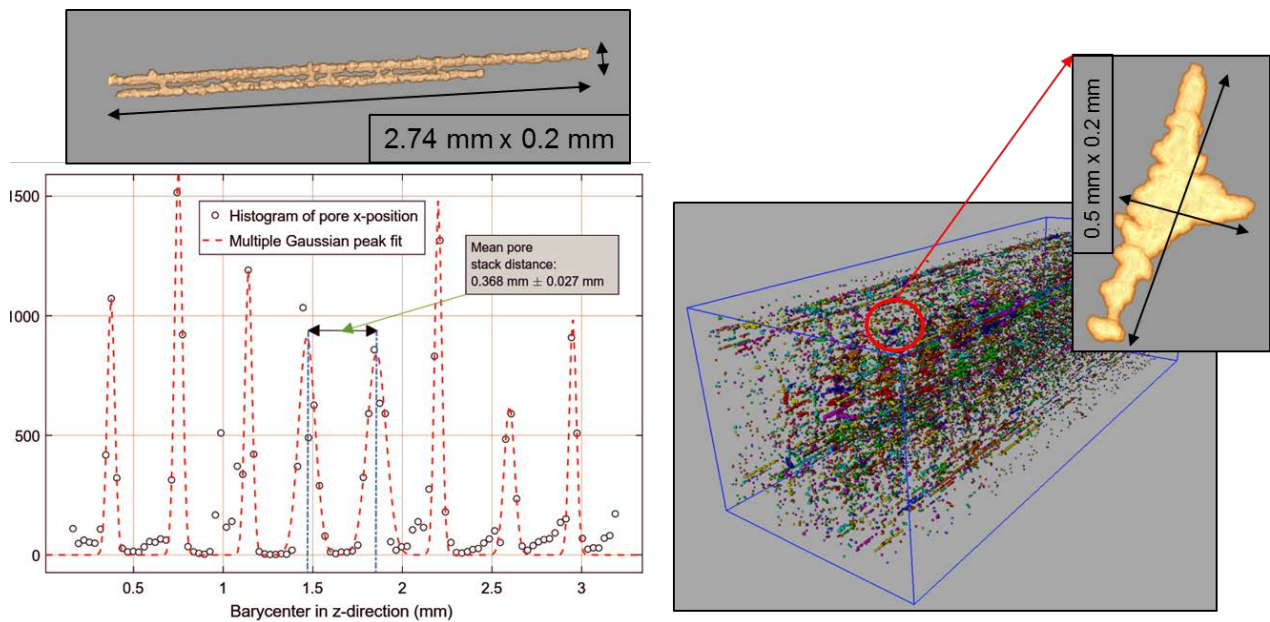 2.74 mm x 0.2 mm
1500
1000
500
0
Histogram of pore x-position
Multiple Gaussian peak fit
Mean pore
stack distance:
0.368 mm ± 0.027 mm
0.5
1
1.5
2
2.5
3
Barycenter in z-direction (mm)
0.5 mm x 0.2 mm